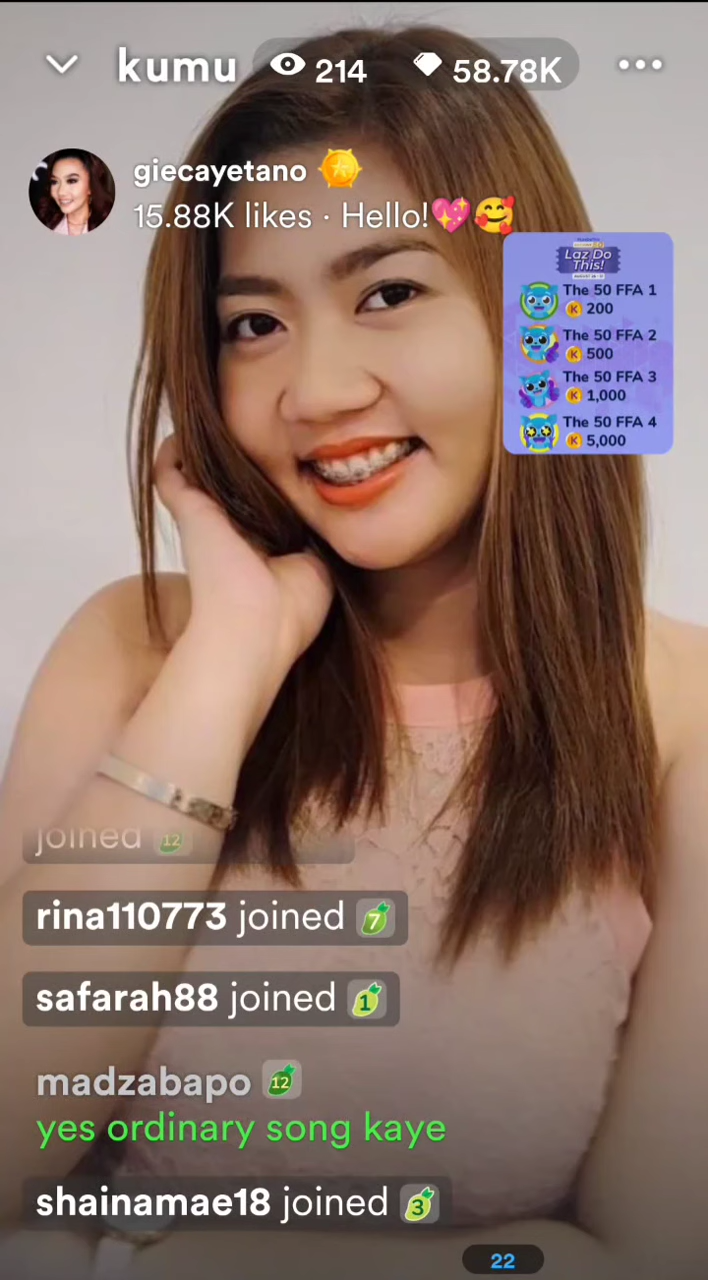 kumu 214 58.78K
giecayetano
15.88K likes · Hello!💖🥰
Laz Do
This!
The 50 FFA 1
K 200
The 50 FFA 2
K 500
The 50 FFA 3
K 1,000
The 50 FFA 4
K 5,000
joined 12
rina110773 joined 7
safarah88 joined 1
madzabapo 12
yes ordinary song kaye
shainamae18 joined 3
22